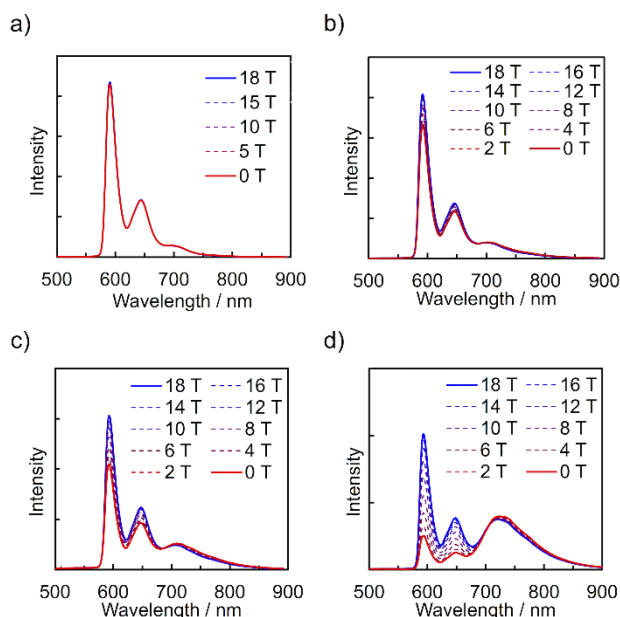 a)
18 T
15 T
10 T
5 T
0 T
Intensity
500 600 700 800 900
Wavelength / nm
b)
18 T 16 T
14 T 12 T
10 T 8 T
6 T 4 T
2 T 0 T
Intensity
500 600 700 800 900
Wavelength / nm
c)
18 T 16 T
14 T 12 T
10 T 8 T
6 T 4 T
2 T 0 T
Intensity
500 600 700 800 900
Wavelength / nm
d)
18 T 16 T
14 T 12 T
10 T 8 T
6 T 4 T
2 T 0 T
Intensity
500 600 700 800 900
Wavelength / nm